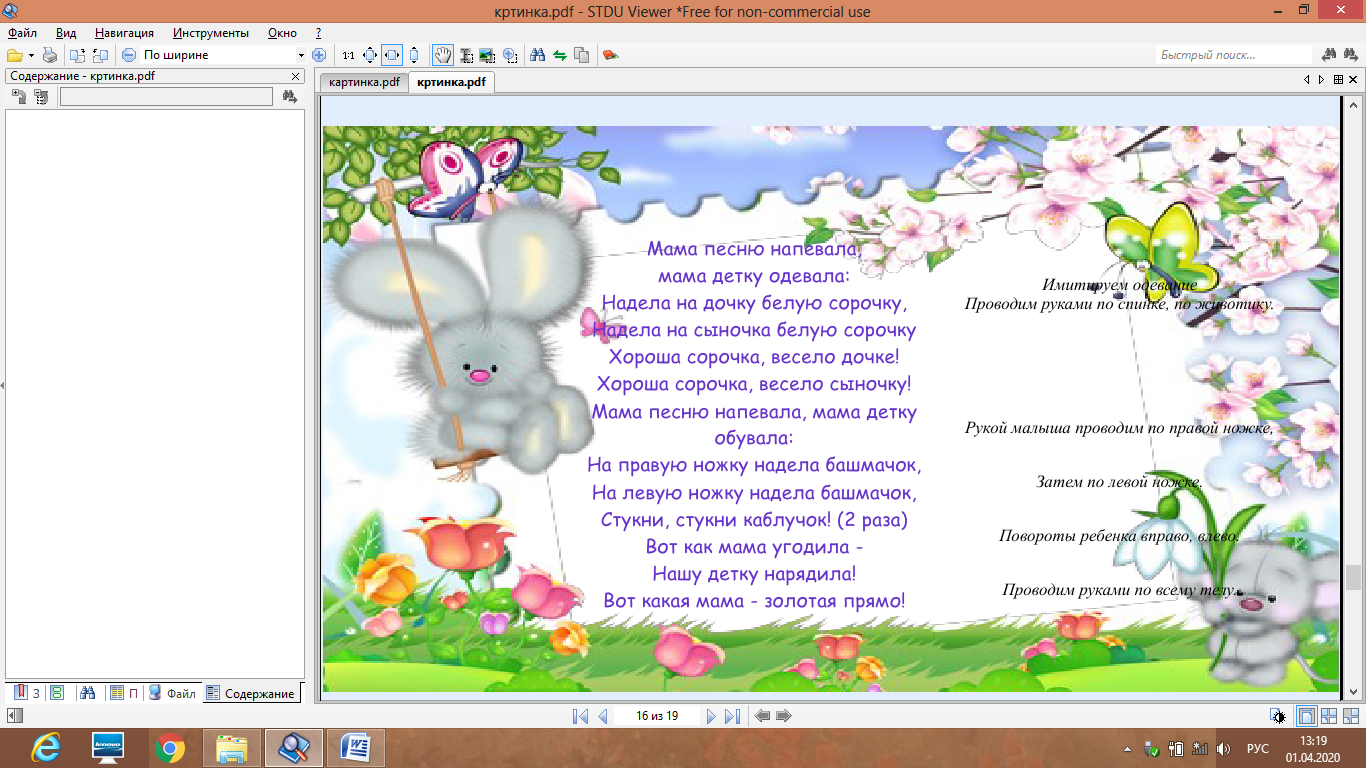 кртинка.pdf - STDU Viewer *Free for non-commercial use
Файл Вид Навигация Инструменты Окно ?
По ширине
1:1
Быстрый поиск...
Содержание - кртинка.pdf
картинка.pdf кртинка.pdf
Мама песню напевала,
мама детку одевала:
Надела на дочку белую сорочку,
Надела на сыночка белую сорочку
Хороша сорочка, весело дочке!
Хороша сорочка, весело сыночку!
Мама песню напевала, мама детку
обувала:
На правую ножку надела башмачок,
На левую ножку надела башмачок,
Стукни, стукни каблучок! (2 раза)
Вот как мама угодила -
Нашу детку нарядила!
Вот какая мама - золотая прямо!
Имитируем одевание
Проводим руками по спинке, по животику.
Рукой малыша проводим по правой ножке,
Затем по левой ножке.
Повороты ребенка вправо, влево.
Проводим руками по всему телу.
З П Файл Содержание
16 из 19
lenovo
РУС
13:19
01.04.2020